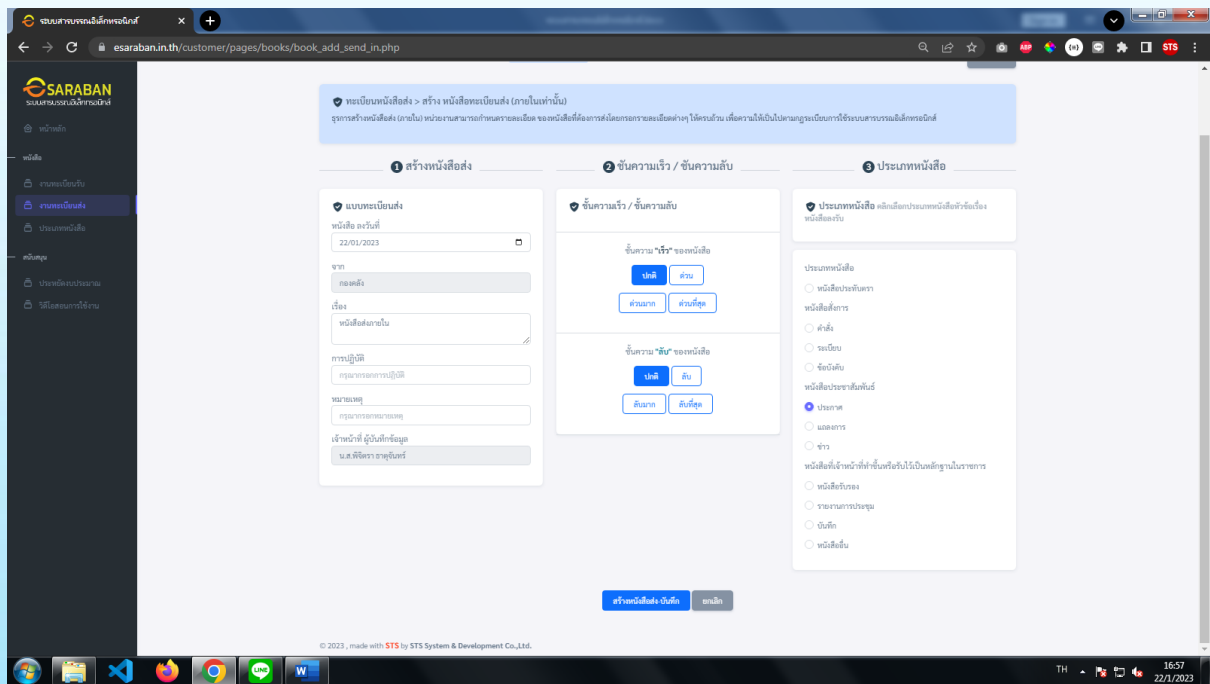 ระบบสารบรรณอิเล็กทรอนิกส์
esaraban.in.th/customer/pages/books/book_add_send_in.php
ABP
STS
ESARABAN
ระบบสารบรรณอิเล็กทรอนิกส์
หน้าหลัก
หนังสือ
งานทะเบียนรับ
งานทะเบียนส่ง
ประเภทหนังสือ
สนับสนุน
ประหยัดงบประมาณ
วิดีโอสอนการใช้งาน
ทะเบียนหนังสือส่ง > สร้าง หนังสือทะเบียนส่ง (ภายในเท่านั้น)
ธุรการสร้างหนังสือส่ง (ภายใน) หน่วยงานสามารถกำหนดรายละเอียด ของหนังสือที่ต้องการส่งโดยกรอกรายละเอียดต่างๆ ให้ครบถ้วน เพื่อความให้เป็นไปตามกฎระเบียบการใช้ระบบสารบรรณอิเล็กทรอนิกส์
1 สร้างหนังสือส่ง
แบบทะเบียนส่ง
หนังสือ ลงวันที่
22/01/2023
จาก
กองคลัง
เรื่อง
หนังสือส่งภายใน
การปฏิบัติ
กรุณากรอกการปฏิบัติ
หมายเหตุ
กรุณากรอกหมายเหตุ
เจ้าหน้าที่ ผู้บันทึกข้อมูล
น.ส.พิจิตรา ธาตุจันทร์
2 ชั้นความเร็ว / ชั้นความลับ
ชั้นความเร็ว / ชั้นความลับ
ชั้นความ "เร็ว" ของหนังสือ
ปกติ ด่วน
ด่วนมาก ด่วนที่สุด
ชั้นความ "ลับ" ของหนังสือ
ปกติ ลับ
ลับมาก ลับที่สุด
3 ประเภทหนังสือ
ประเภทหนังสือ คลิกเลือกประเภทหนังสือหัวข้อเรื่อง
หนังสือลงรับ
ประเภทหนังสือ
หนังสือประทับตรา
หนังสือสั่งการ
คำสั่ง
ระเบียบ
ข้อบังคับ
หนังสือประชาสัมพันธ์
ประกาศ
แถลงการ
ข่าว
หนังสือที่เจ้าหน้าที่ทำขึ้นหรือรับไว้เป็นหลักฐานในราชการ
หนังสือรับรอง
รายงานการประชุม
บันทึก
หนังสืออื่น
สร้างหนังสือส่ง-บันทึก ยกเลิก
© 2023 , made with STS by STS System & Development Co.,Ltd.
LINE
W
TH
16:57
22/1/2023